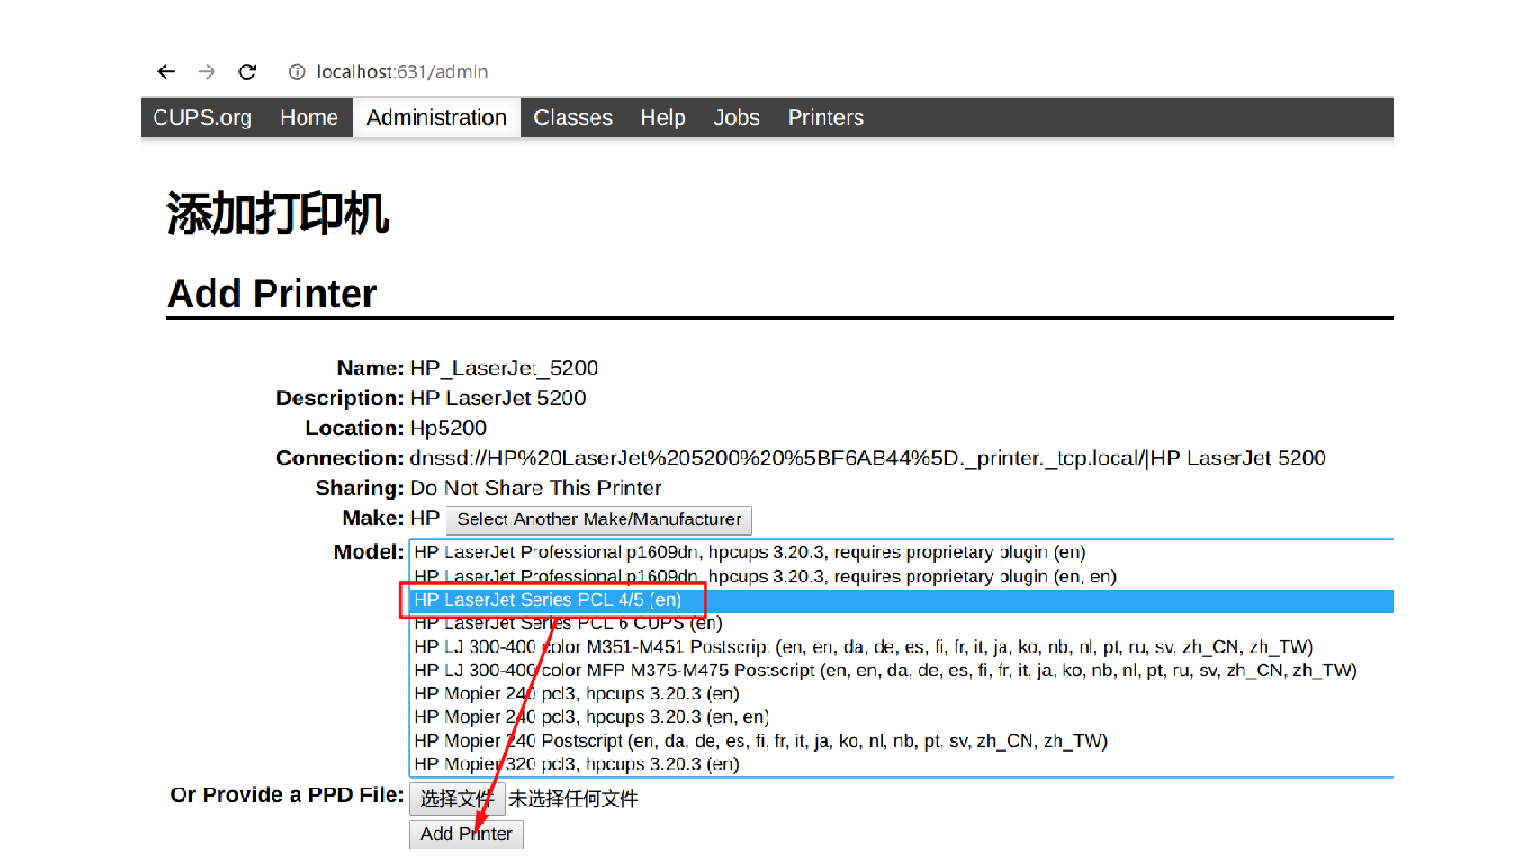 localhost:631/admin
CUPS.org Home Administration Classes Help Jobs Printers
添加打印机
Add Printer
Name: HP_LaserJet_5200
Description: HP LaserJet 5200
Location: Hp5200
Connection: dnssd://HP%20LaserJet%205200%20%5BF6AB44%5D._printer._tcp.local/|HP LaserJet 5200
Sharing: Do Not Share This Printer
Make: HP Select Another Make/Manufacturer
Model: HP LaserJet Professional p1609dn, hpcups 3.20.3, requires proprietary plugin (en)
HP LaserJet Professional p1609dn, hpcups 3.20.3, requires proprietary plugin (en, en)
HP LaserJet Series PCL 4/5 (en)
HP LaserJet Series PCL 6 CUPS (en)
HP LJ 300-400 color M351-M451 Postscript (en, en, da, de, es, fi, fr, it, ja, ko, nb, nl, pt, ru, sv, zh_CN, zh_TW)
HP LJ 300-400 color MFP M375-M475 Postscript (en, en, da, de, es, fi, fr, it, ja, ko, nb, nl, pt, ru, sv, zh_CN, zh_TW)
HP Mopier 240 pcl3, hpcups 3.20.3 (en)
HP Mopier 240 pcl3, hpcups 3.20.3 (en, en)
HP Mopier 240 Postscript (en, da, de, es, fi, fr, it, ja, ko, nl, nb, pt, sv, zh_CN, zh_TW)
HP Mopier 320 pcl3, hpcups 3.20.3 (en)
Or Provide a PPD File: 选择文件 未选择任何文件
Add Printer